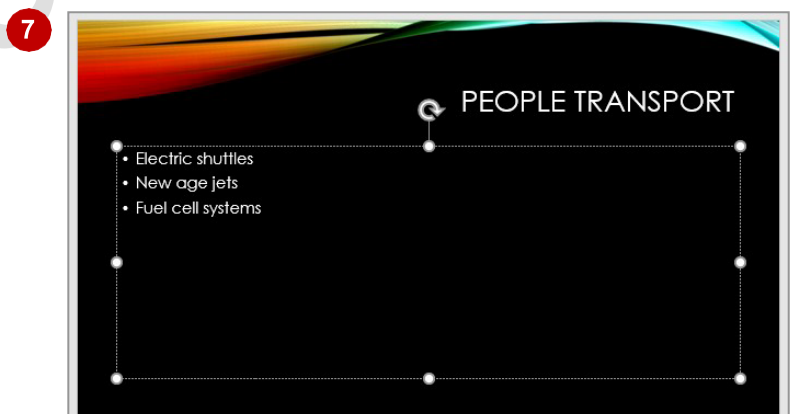 7
PEOPLE TRANSPORT
• Electric shuttles
• New age jets
• Fuel cell systems